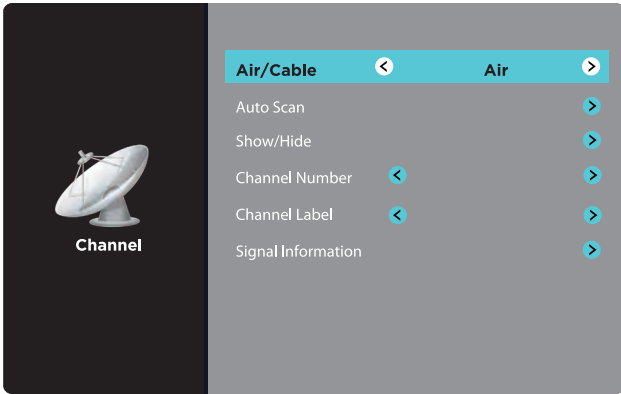 Air/Cable Air
Auto Scan
Show/Hide
Channel Number
Channel Label
Signal Information
Channel